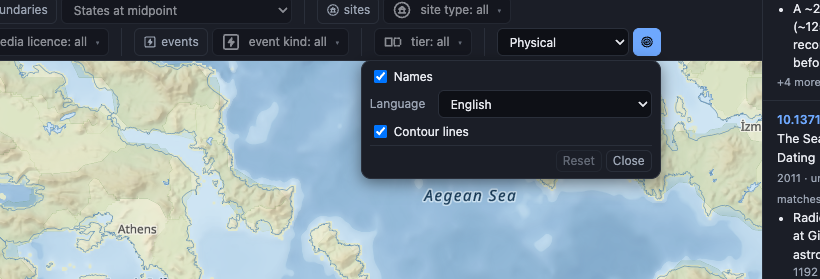 undaries
States at midpoint
sites
site type: all
edia licence: all
events
event kind: all
tier: all
Physical
Names
Language
English
Contour lines
Reset
Close
Aegean Sea
Athens
İzm
A ~2
(~12
reco
befo
+4 more
10.1371
The Sea
Dating
2011 · un
matches
Radi
at Gi
astro
1192